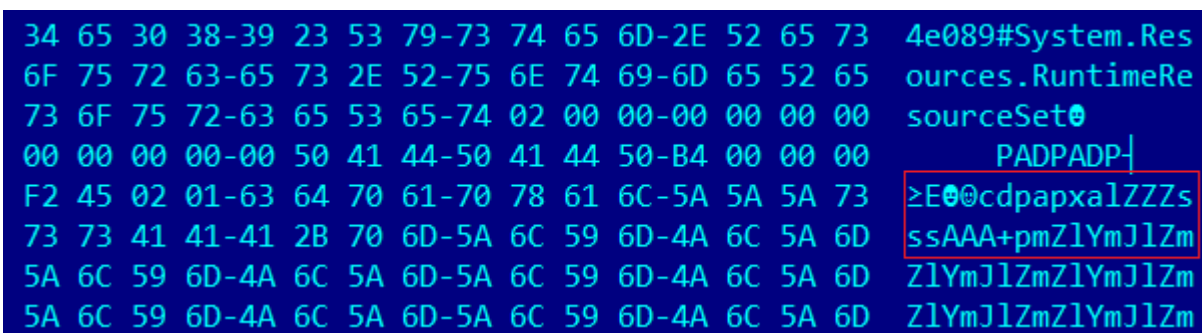 34 65 30 38-39 23 53 79-73 74 65 6D-2E 52 65 73 4e089#System.Res
6F 75 72 63-65 73 2E 52-75 6E 74 69-6D 65 52 65 ources.RuntimeRe
73 6F 75 72-63 65 53 65-74 02 00 00-00 00 00 00 sourceSet☻
00 00 00 00-00 50 41 44-50 41 44 50-B4 00 00 00 PADPADP┤
F2 45 02 01-63 64 70 61-70 78 61 6C-5A 5A 5A 73 ≥E☻☺cdpapxalZZZs
73 73 41 41-41 2B 70 6D-5A 6C 59 6D-4A 6C 5A 6D ssAAA+pmZlYmJlZm
5A 6C 59 6D-4A 6C 5A 6D-5A 6C 59 6D-4A 6C 5A 6D ZlYmJlZmZlYmJlZm
5A 6C 59 6D-4A 6C 5A 6D-5A 6C 59 6D-4A 6C 5A 6D ZlYmJlZmZlYmJlZm